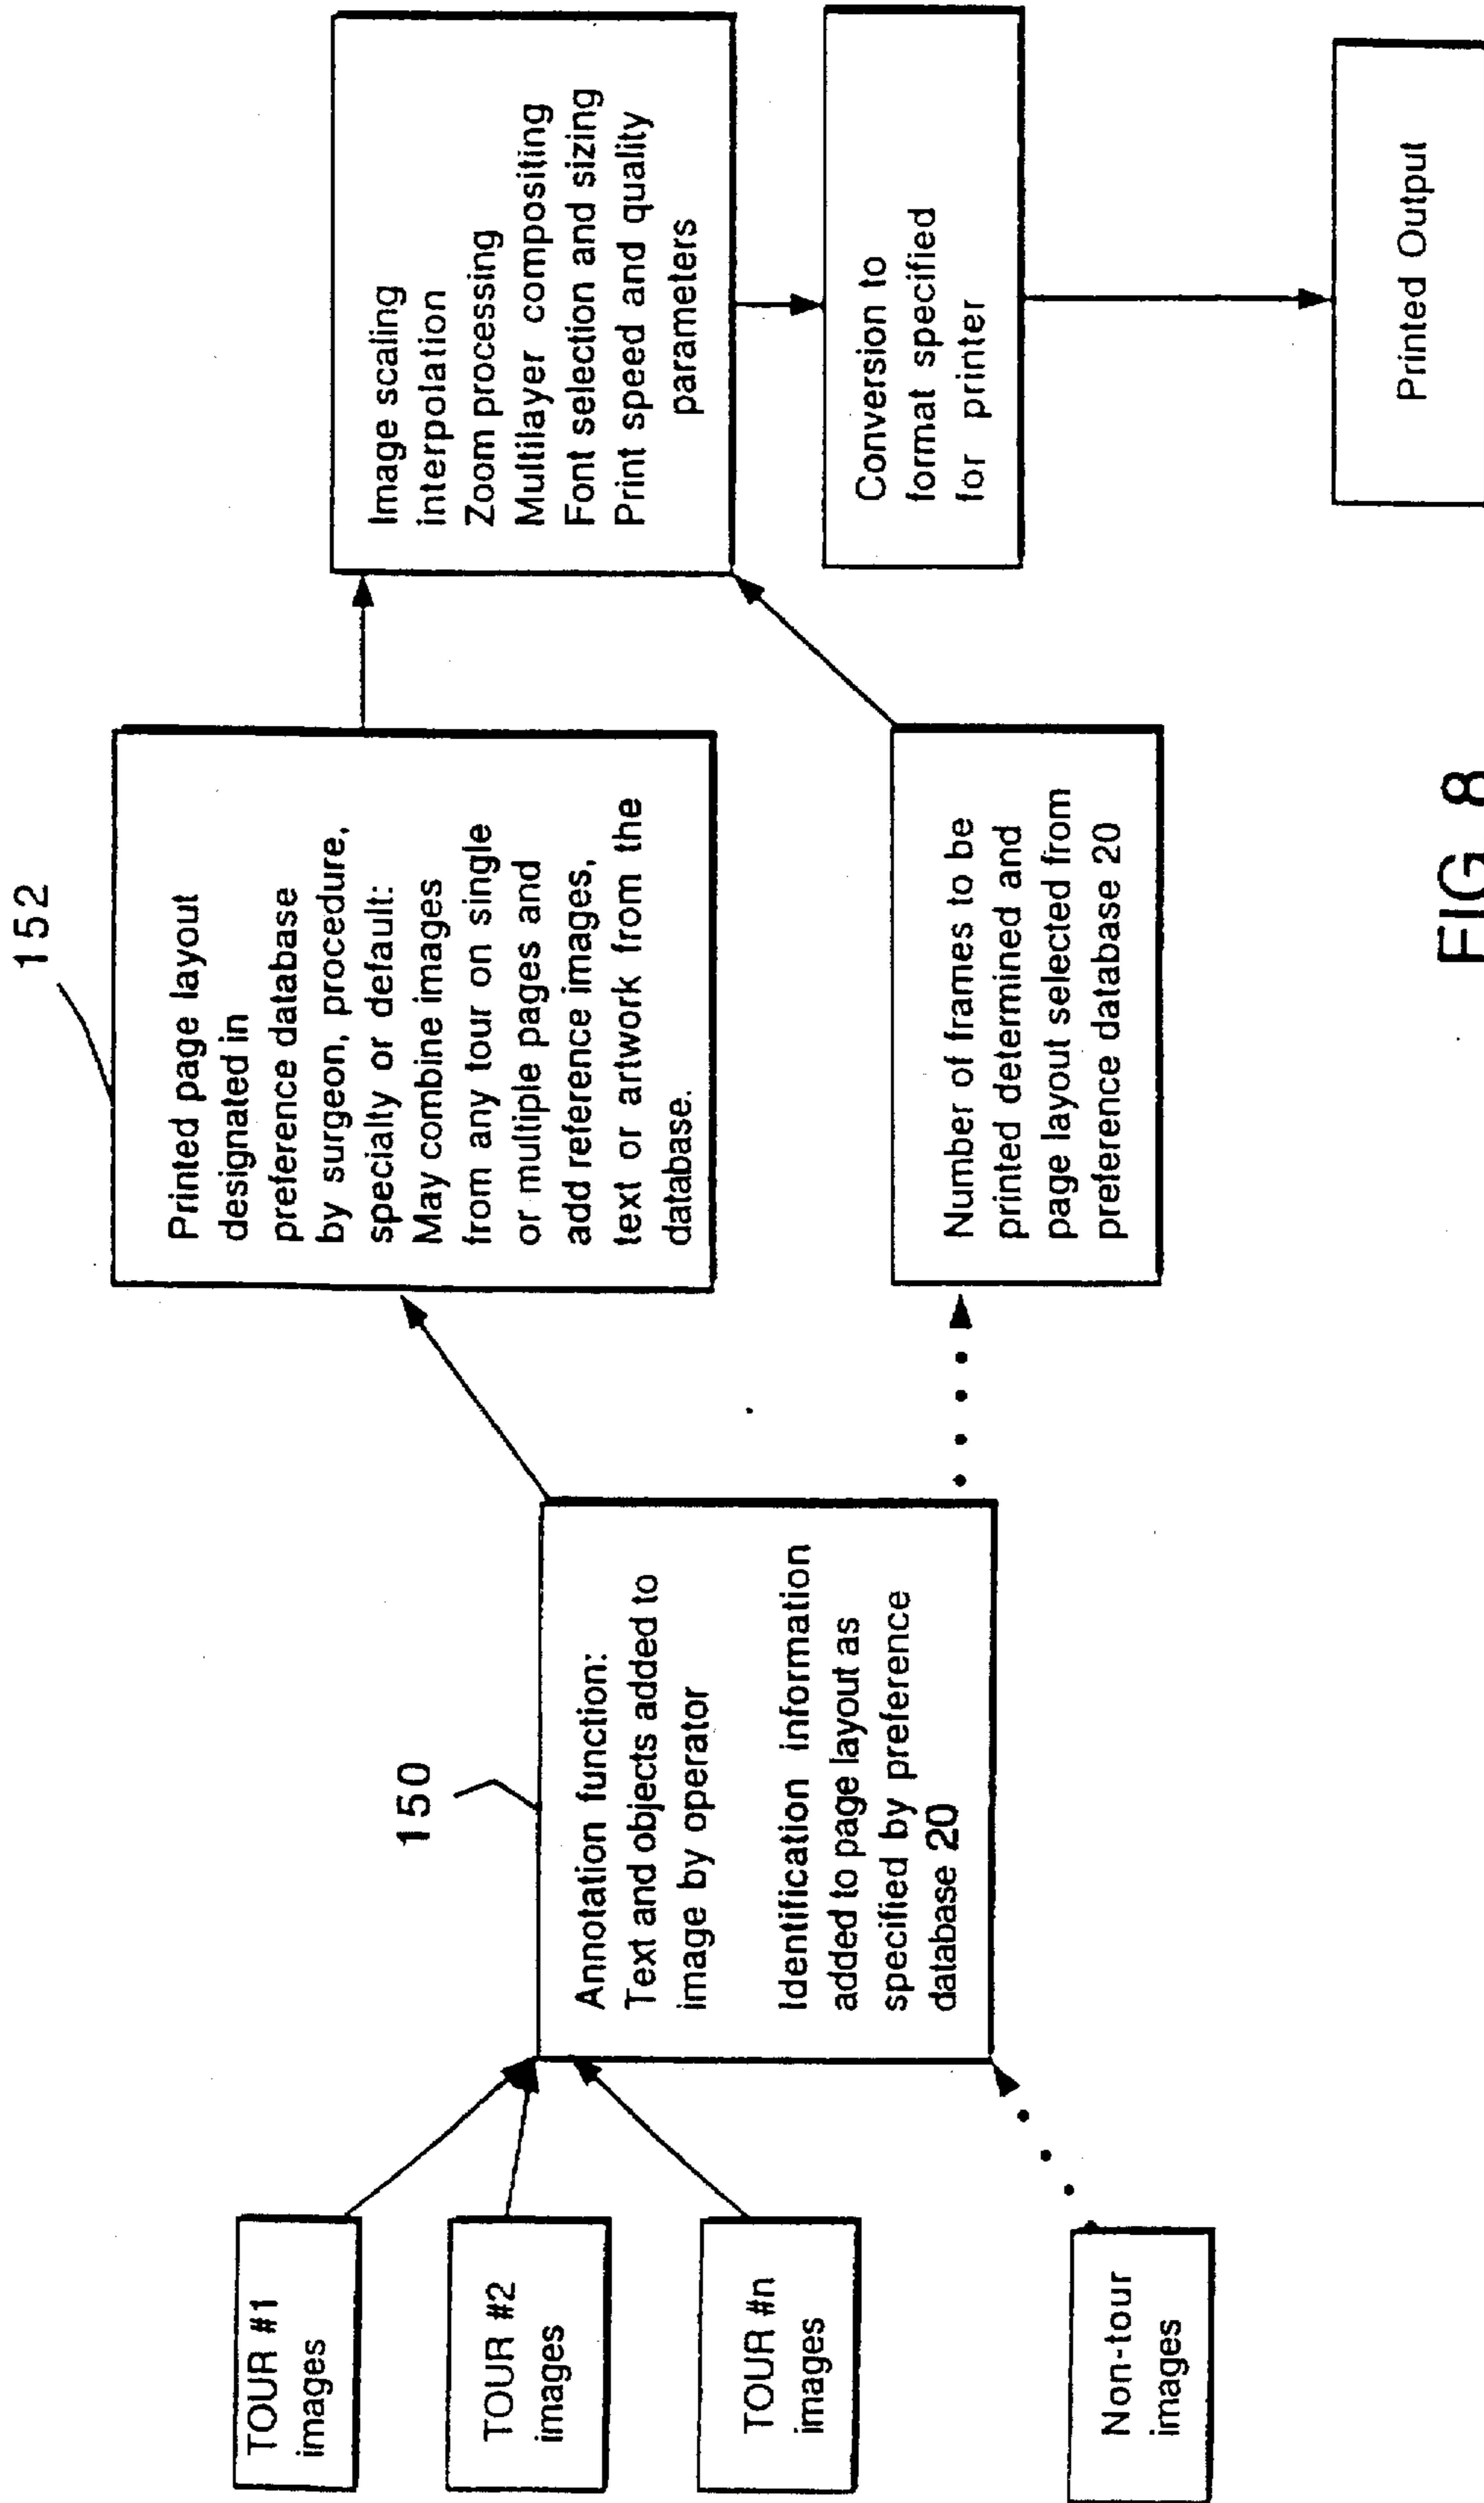 TOUR #1
images
TOUR #2
images
TOUR #n
images
Non-tour
images
150
Annotation function:
Text and objects added to
image by operator
Identification information
added to page layout as
specified by preference
database 20
152
Printed page layout
designated in
preference database
by surgeon, procedure,
specialty or default:
May combine images
from any tour on single
or multiple pages and
add reference images,
text or artwork from the
database.
Number of frames to be
printed determined and
page layout selected from
preference database 20
Image scaling
interpolation
Zoom processing
Multilayer compositing
Font selection and sizing
Print speed and quality
parameters
Conversion to
format specified
for printer
Printed Output
FIG. 8